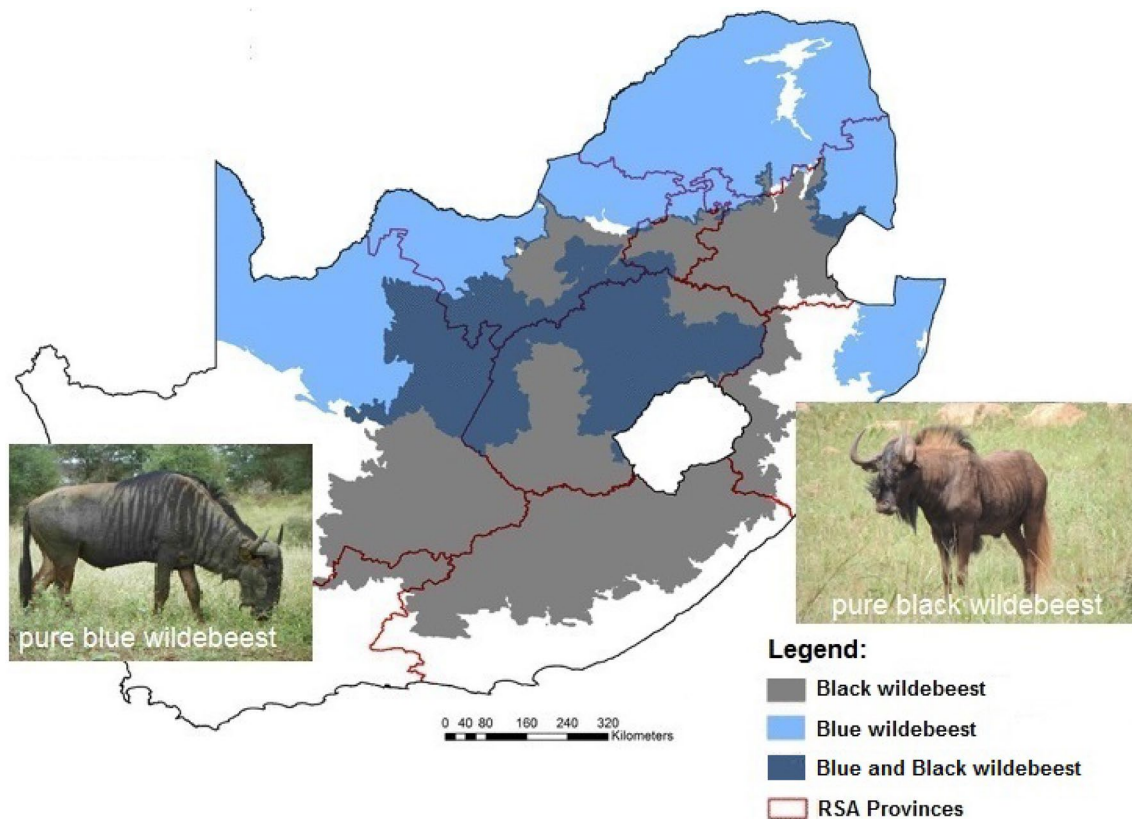 pure blue wildebeest
pure black wildebeest
Legend:
Black wildebeest
Blue wildebeest
Blue and Black wildebeest
RSA Provinces
0 40 80 160 240 320
Kilometers